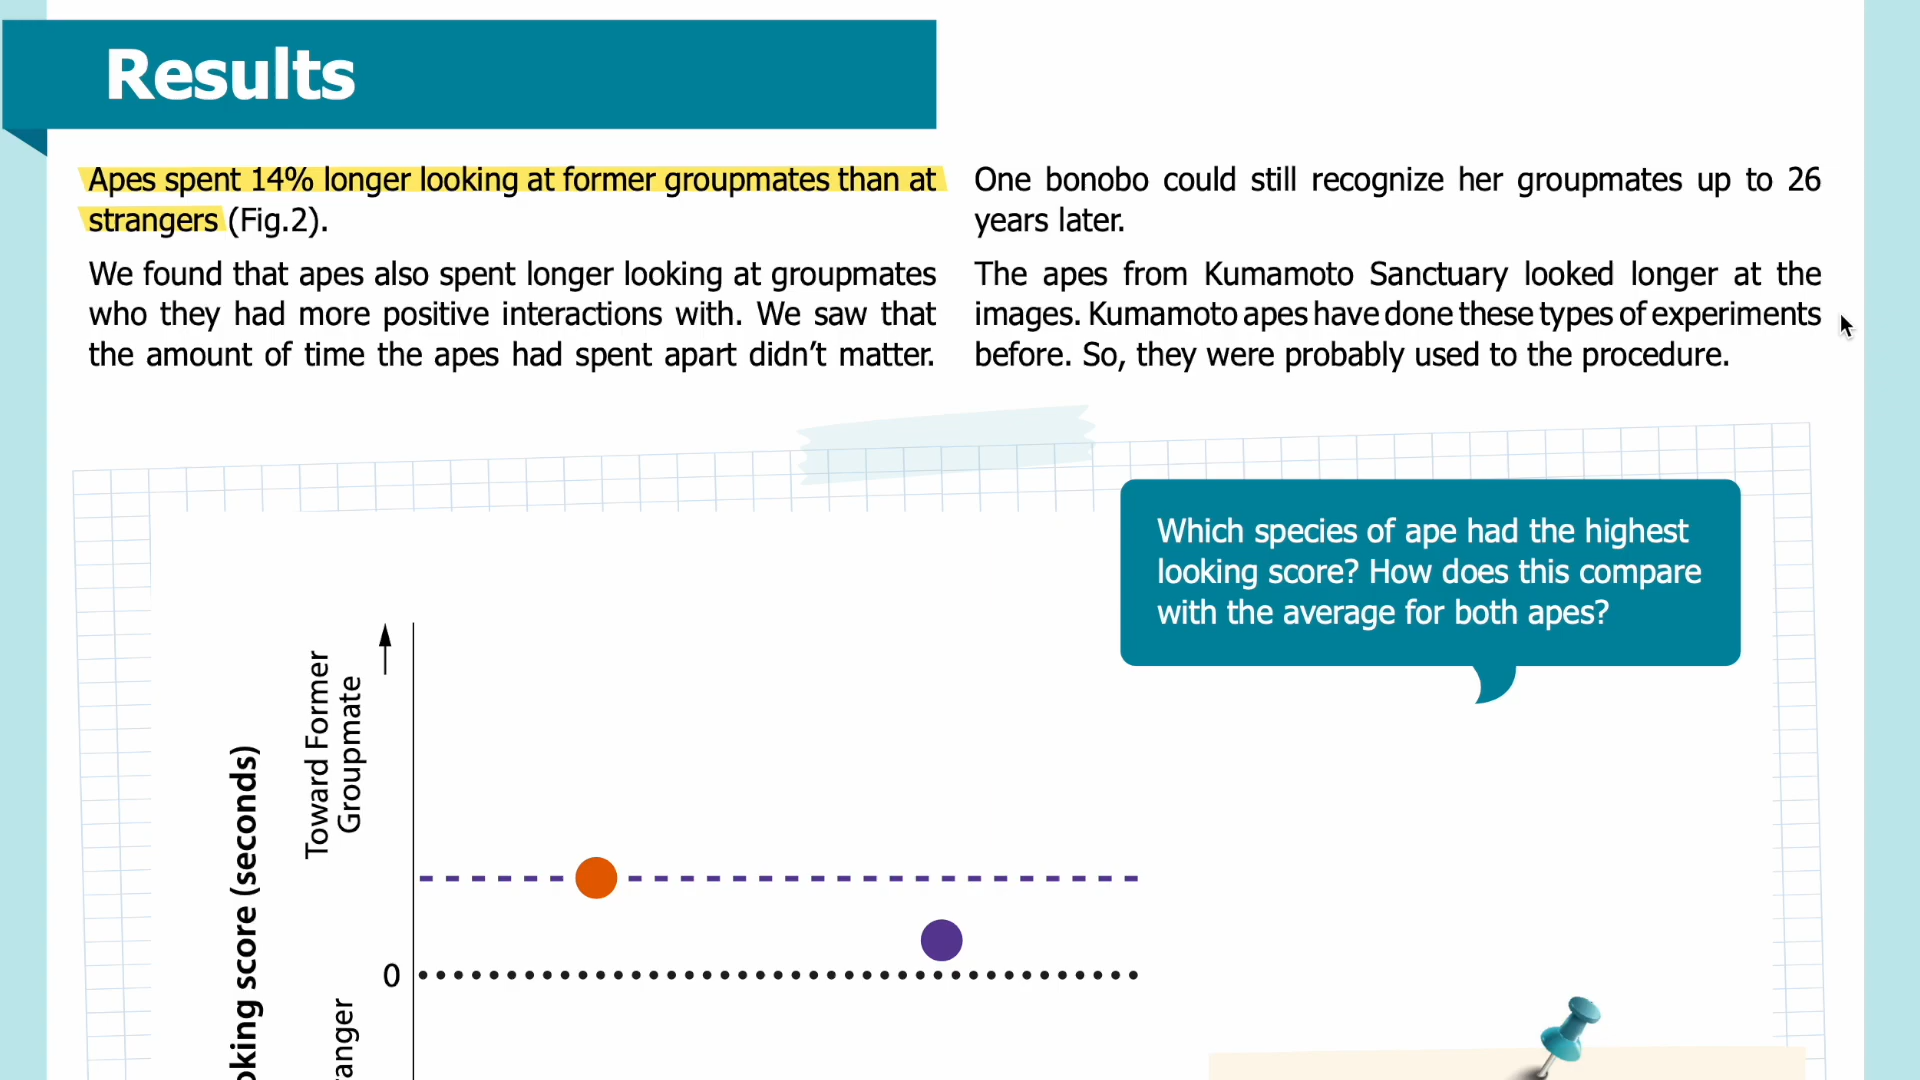 Results
Apes spent 14% longer looking at former groupmates than at
strangers (Fig.2).
We found that apes also spent longer looking at groupmates
who they had more positive interactions with. We saw that
the amount of time the apes had spent apart didn’t matter.
One bonobo could still recognize her groupmates up to 26
years later.
The apes from Kumamoto Sanctuary looked longer at the
images. Kumamoto apes have done these types of experiments
before. So, they were probably used to the procedure.
Which species of ape had the highest
looking score? How does this compare
with the average for both apes?
Toward Former
Groupmate
score (seconds)
0